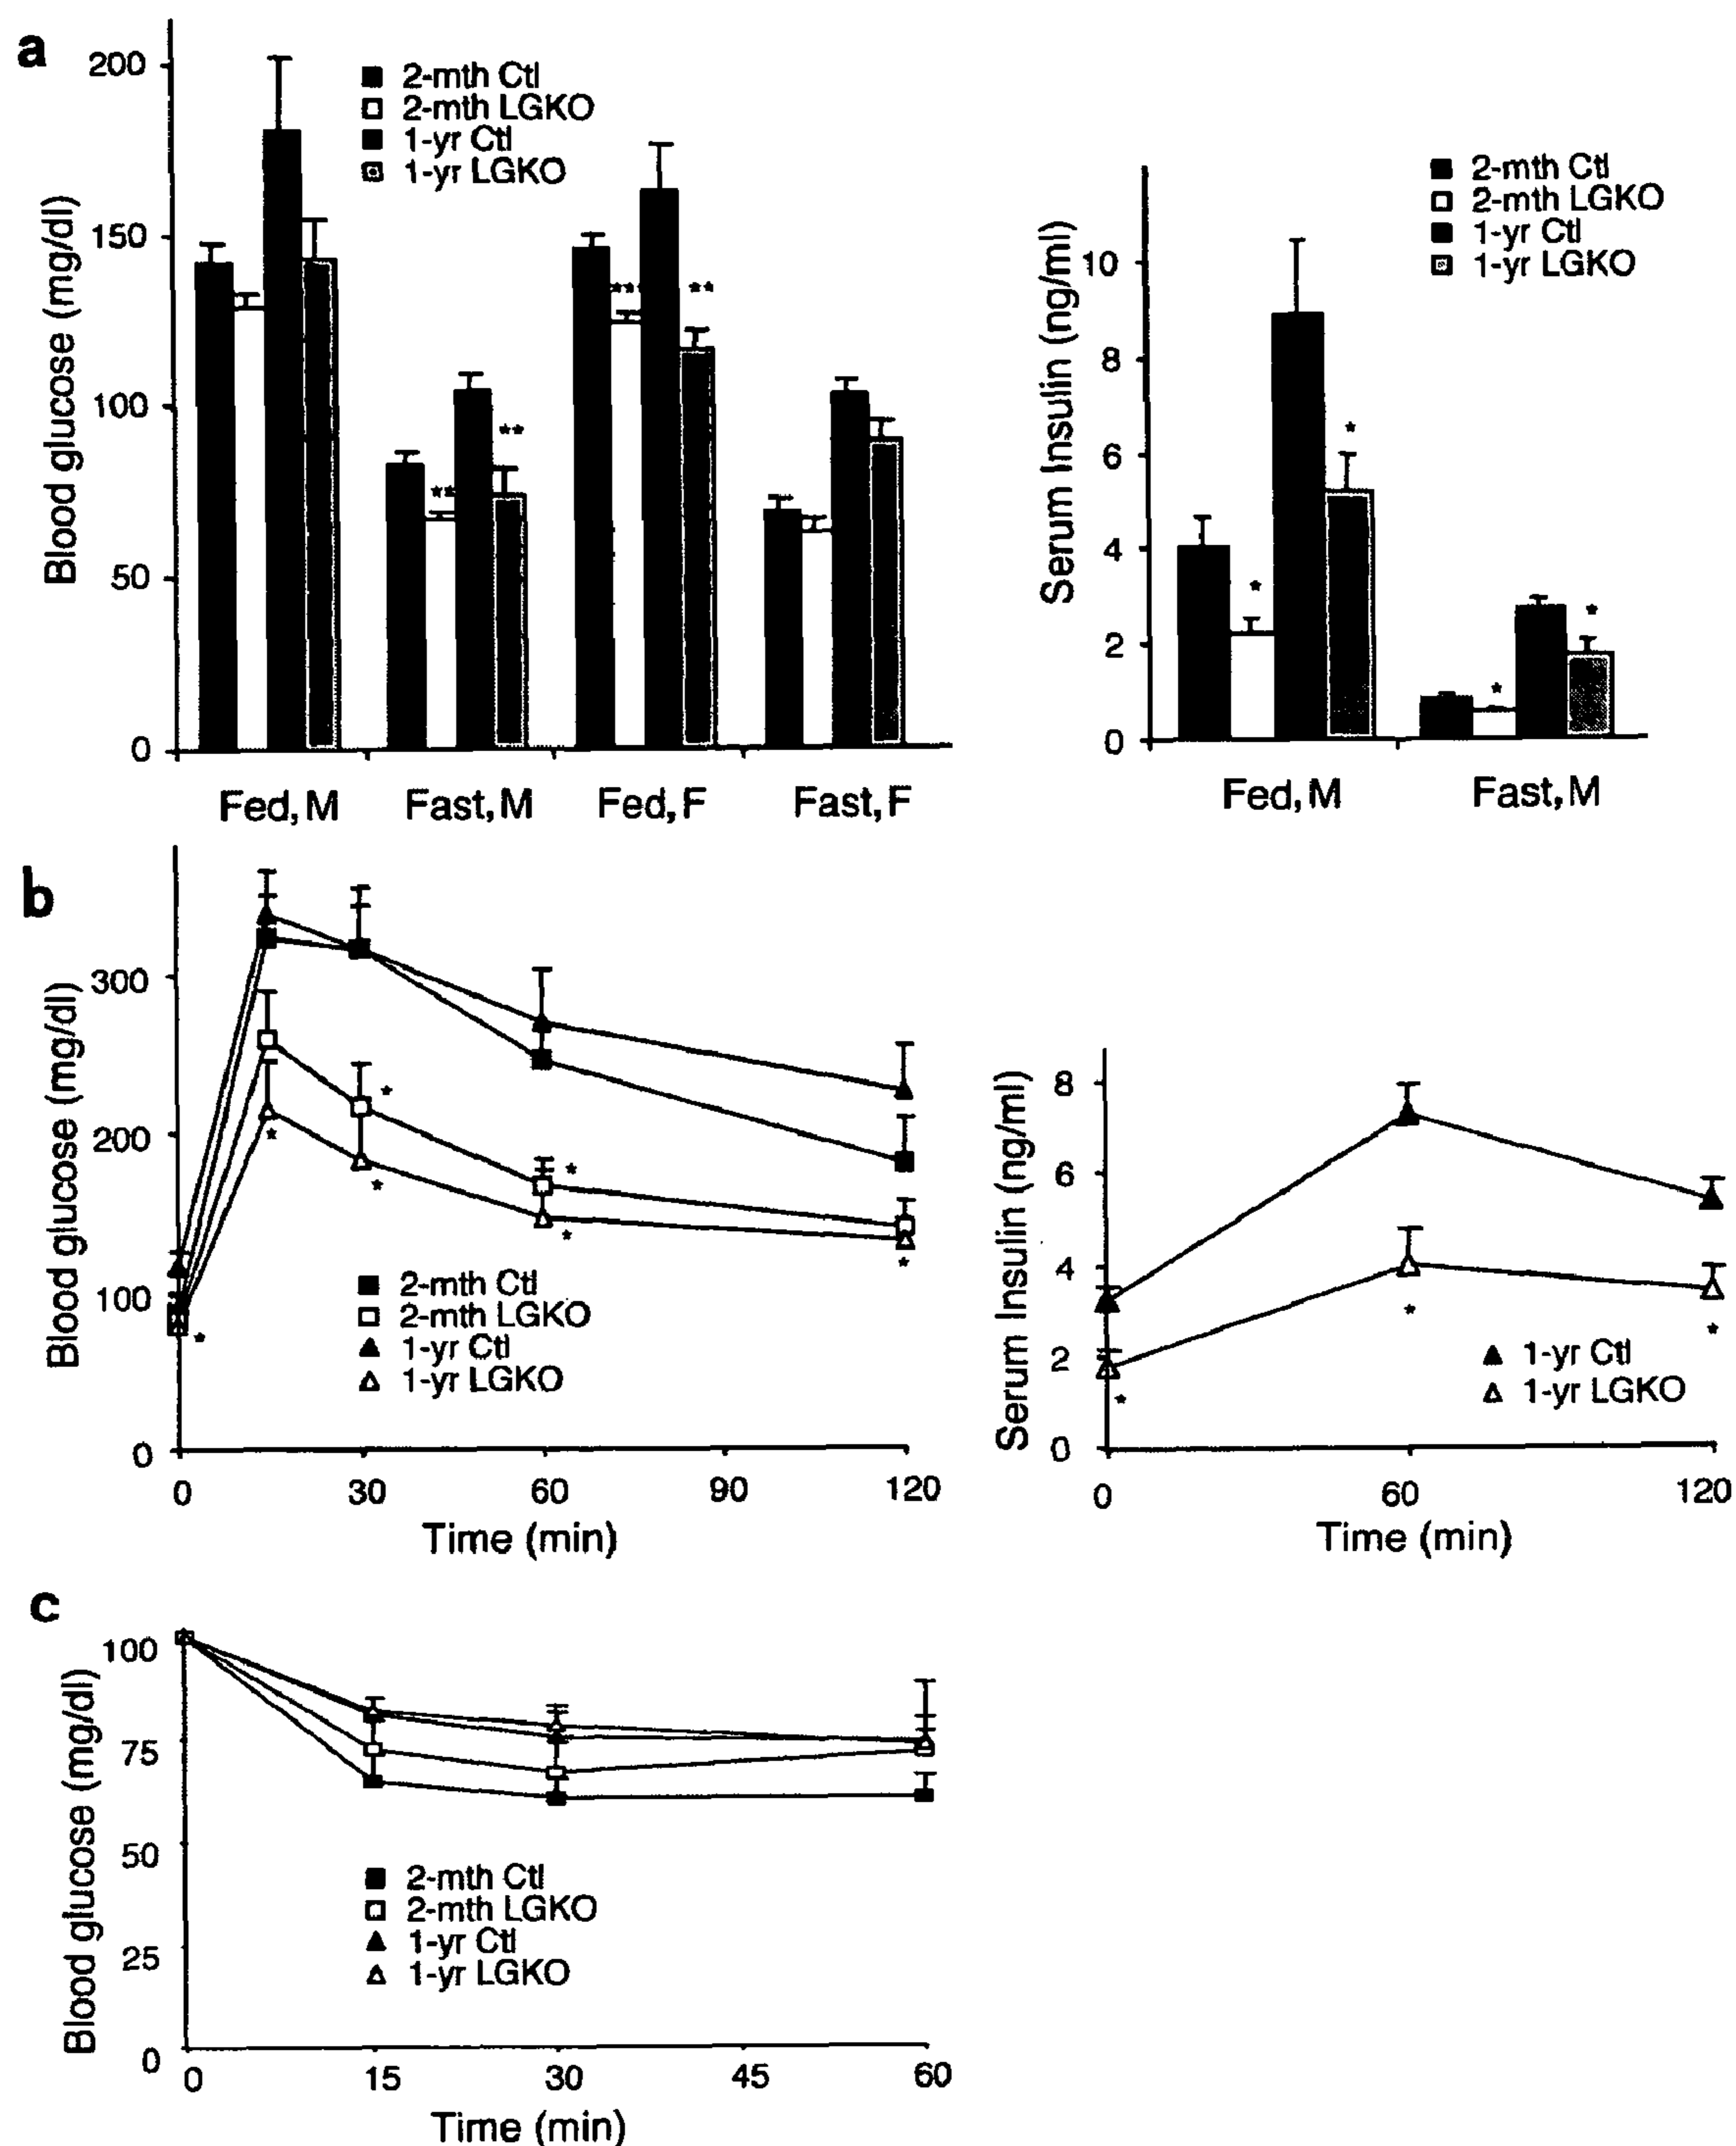 a
Blood glucose (mg/dl)
200
150
100
50
0
2-mth Ctl
2-mth LGKO
1-yr Ctl
1-yr LGKO
***
**
**
**
Fed, M
Fast, M
Fed, F
Fast, F
Serum Insulin (ng/ml)
10
8
6
4
2
0
2-mth Ctl
2-mth LGKO
1-yr Ctl
1-yr LGKO
*
*
*
*
Fed, M
Fast, M
b
Blood glucose (mg/dl)
300
200
100
0
*
*
*
*
*
*
*
*
2-mth Ctl
2-mth LGKO
1-yr Ctl
1-yr LGKO
0
30
60
90
120
Time (min)
Serum Insulin (ng/ml)
8
6
4
2
0
*
*
*
1-yr Ctl
1-yr LGKO
0
60
120
Time (min)
c
Blood glucose (mg/dl)
100
75
50
25
0
2-mth Ctl
2-mth LGKO
1-yr Ctl
1-yr LGKO
0
15
30
45
60
Time (min)